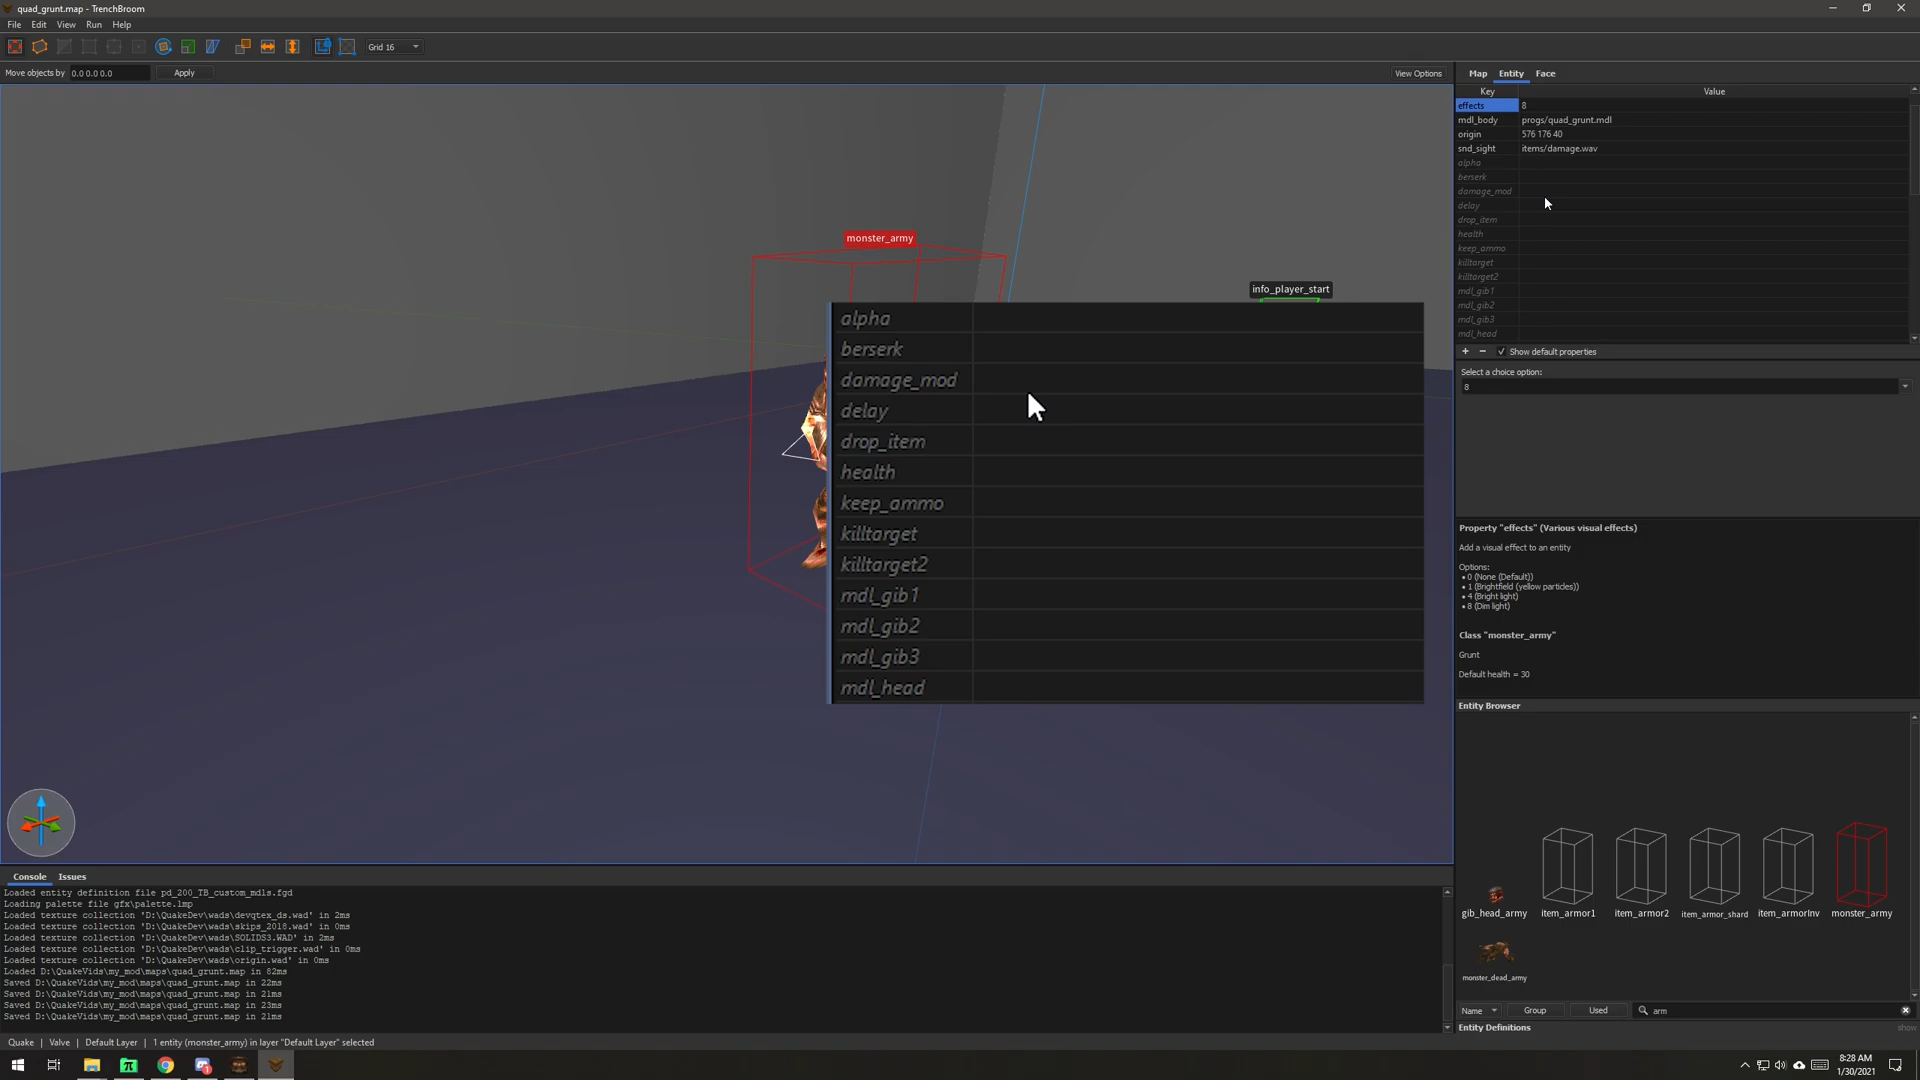 quad_grunt.map - TrenchBroom
File Edit View Run Help
Grid 16
Move objects by 0.0 0.0 0.0 Apply View Options
monster_army
info_player_start
alpha
berserk
damage_mod
delay
drop_item
health
keep_ammo
killtarget
killtarget2
mdl_gib1
mdl_gib2
mdl_gib3
mdl_head
Map Entity Face
Key Value
effects 8
mdl_body progs/quad_grunt.mdl
origin 576 176 40
snd_sight items/damage.wav
alpha
berserk
damage_mod
delay
drop_item
health
keep_ammo
killtarget
killtarget2
mdl_gib1
mdl_gib2
mdl_gib3
mdl_head
+ − Show default properties
Select a choice option:
8
Property "effects" (Various visual effects)
Add a visual effect to an entity
Options:
• 0 (None (Default))
• 1 (Brightfield (yellow particles))
• 4 (Bright light)
• 8 (Dim light)
Class "monster_army"
Grunt
Default health = 30
Entity Browser
gib_head_army item_armor1 item_armor2 item_armor_shard item_armorInv monster_army
monster_dead_army
Name Group Used arm
Entity Definitions show
Console Issues
Loaded entity definition file pd_200_TB_custom_mdls.fgd
Loading palette file gfx\palette.lmp
Loaded texture collection 'D:\QuakeDev\wads\devqtex_ds.wad' in 2ms
Loaded texture collection 'D:\QuakeDev\wads\skips_2018.wad' in 0ms
Loaded texture collection 'D:\QuakeDev\wads\SOLIDS3.WAD' in 2ms
Loaded texture collection 'D:\QuakeDev\wads\clip_trigger.wad' in 0ms
Loaded texture collection 'D:\QuakeDev\wads\origin.wad' in 0ms
Loaded D:\QuakeVids\my_mod\maps\quad_grunt.map in 82ms
Saved D:\QuakeVids\my_mod\maps\quad_grunt.map in 22ms
Saved D:\QuakeVids\my_mod\maps\quad_grunt.map in 21ms
Saved D:\QuakeVids\my_mod\maps\quad_grunt.map in 23ms
Saved D:\QuakeVids\my_mod\maps\quad_grunt.map in 21ms
Quake | Valve | Default Layer | 1 entity (monster_army) in layer "Default Layer" selected
8:28 AM
1/30/2021